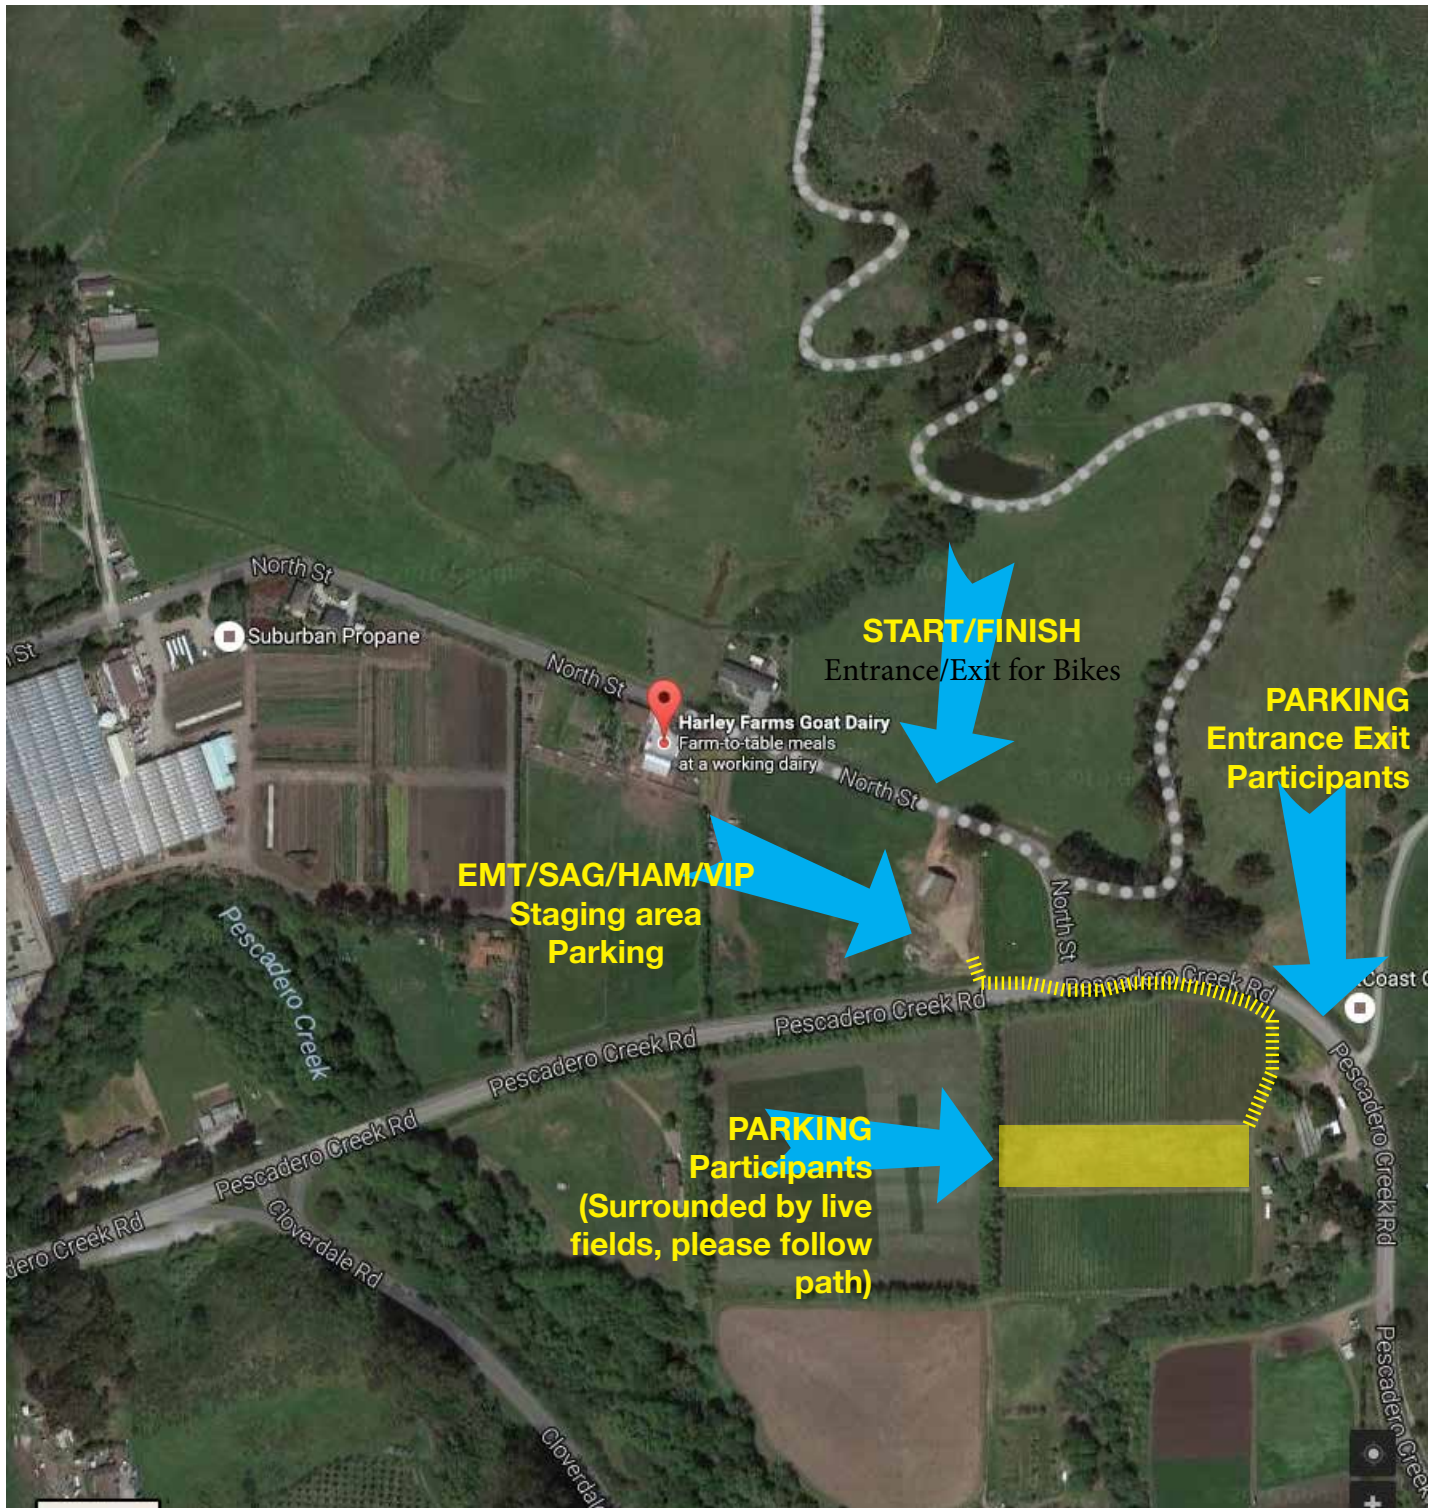 North St
Suburban Propane
St
North St
START/FINISH
Entrance/Exit for Bikes
PARKING
Entrance Exit
Participants
Harley Farms Goat Dairy
Farm-to-table meals
at a working dairy
North St
EMT/SAG/HAM/VIP
Staging area
Parking
North St
Pescadero Creek
Pescadero Creek Rd
Coast
Pescadero Creek Rd
Pescadero Creek Rd
Pescadero Creek Rd
PARKING
Participants
(Surrounded by live
fields, please follow
path)
Pescadero Creek Rd
dero Creek Rd
Cloverdale Rd
Pescadero Creek
Cloverdale